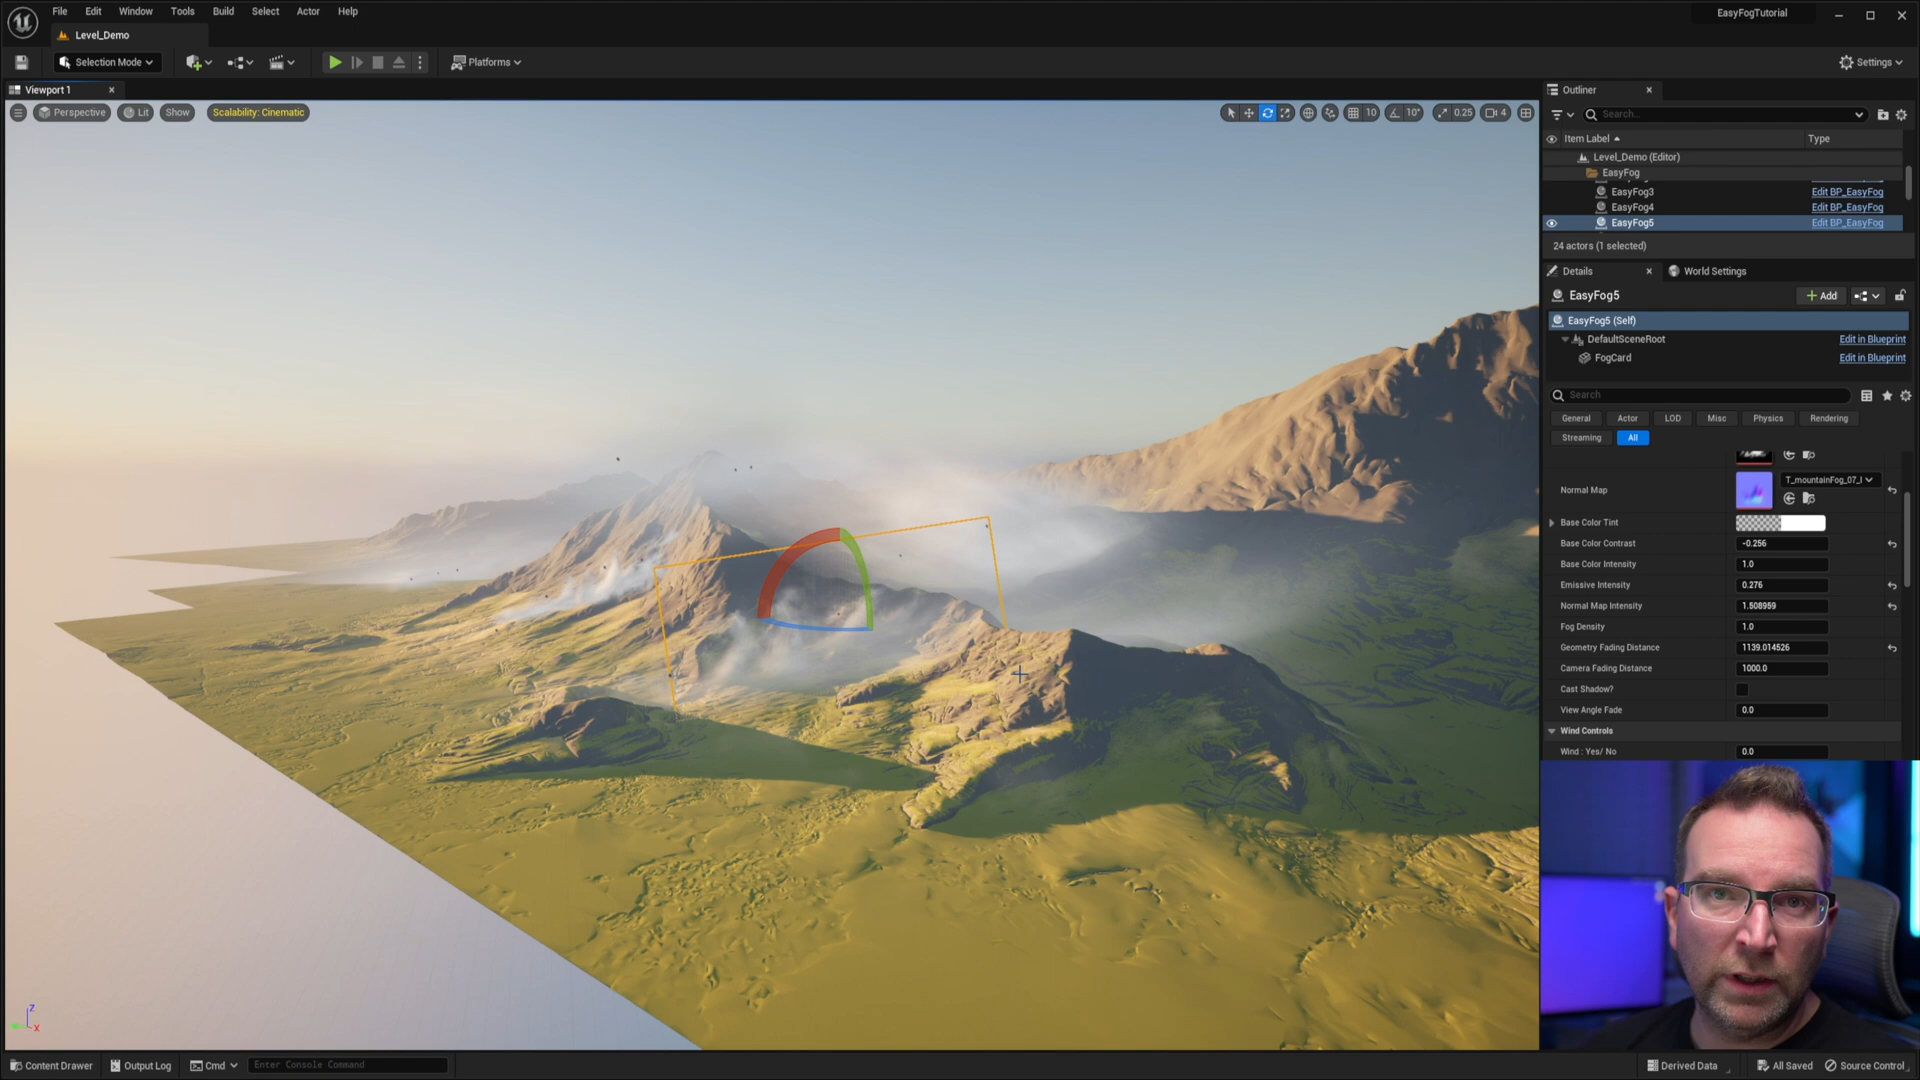 File Edit Window Tools Build Select Actor Help
EasyFogTutorial
Level_Demo
Selection Mode
Platforms
Settings
Viewport 1
Perspective Lit Show Scalability: Cinematic
10 10° 0.25 4
Outliner
Search...
Item Label Type
Level_Demo (Editor)
EasyFog
EasyFog3 Edit BP_EasyFog
EasyFog4 Edit BP_EasyFog
EasyFog5 Edit BP_EasyFog
24 actors (1 selected)
Details World Settings
EasyFog5
Add
EasyFog5 (Self)
DefaultSceneRoot Edit in Blueprint
FogCard Edit in Blueprint
Search
General Actor LOD Misc Physics Rendering
Streaming All
Normal Map T_mountainFog_07_
Base Color Tint
Base Color Contrast -0.256
Base Color Intensity 1.0
Emissive Intensity 0.276
Normal Map Intensity 1.508959
Fog Density 1.0
Geometry Fading Distance 1139.014526
Camera Fading Distance 1000.0
Cast Shadow?
View Angle Fade 0.0
Wind Controls
Wind : Yes/ No 0.0
Z
X
Content Drawer Output Log Cmd Enter Console Command
Derived Data All Saved Source Control